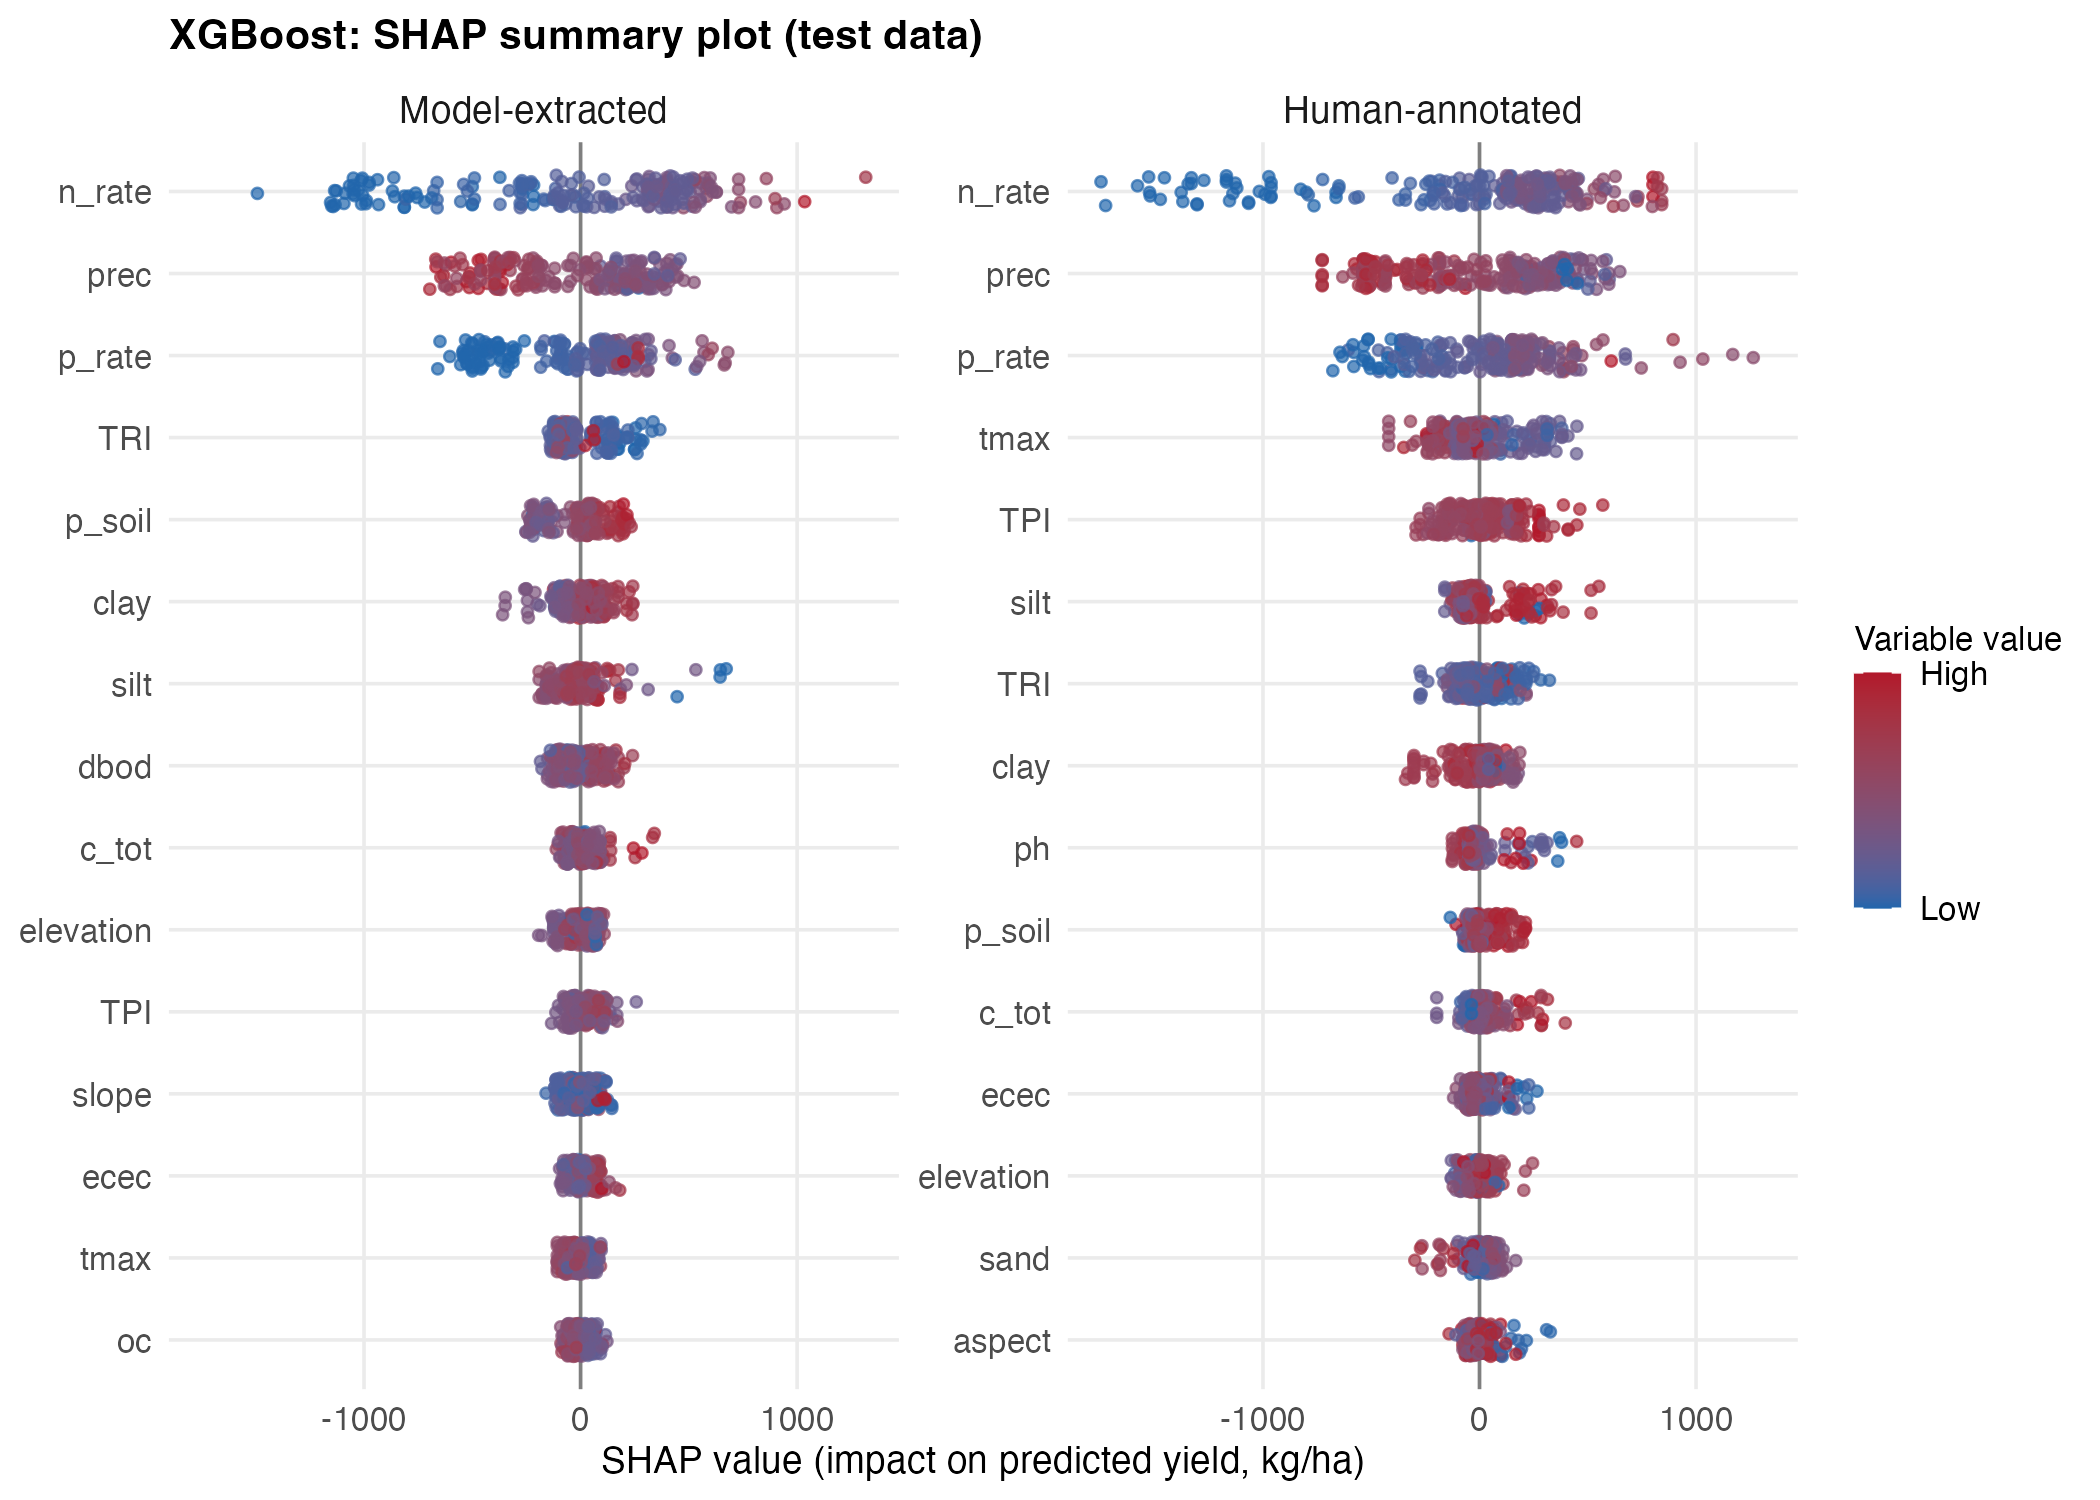 XGBoost: SHAP summary plot (test data)
Model-extracted
n_rate
prec
p_rate
TRI
p_soil
clay
silt
dbod
c_tot
elevation
TPI
slope
ecec
tmax
oc
-1000
0
1000
Human-annotated
n_rate
prec
p_rate
tmax
TPI
silt
TRI
clay
ph
p_soil
c_tot
ecec
elevation
sand
aspect
-1000
0
1000
SHAP value (impact on predicted yield, kg/ha)
Variable value
High
Low